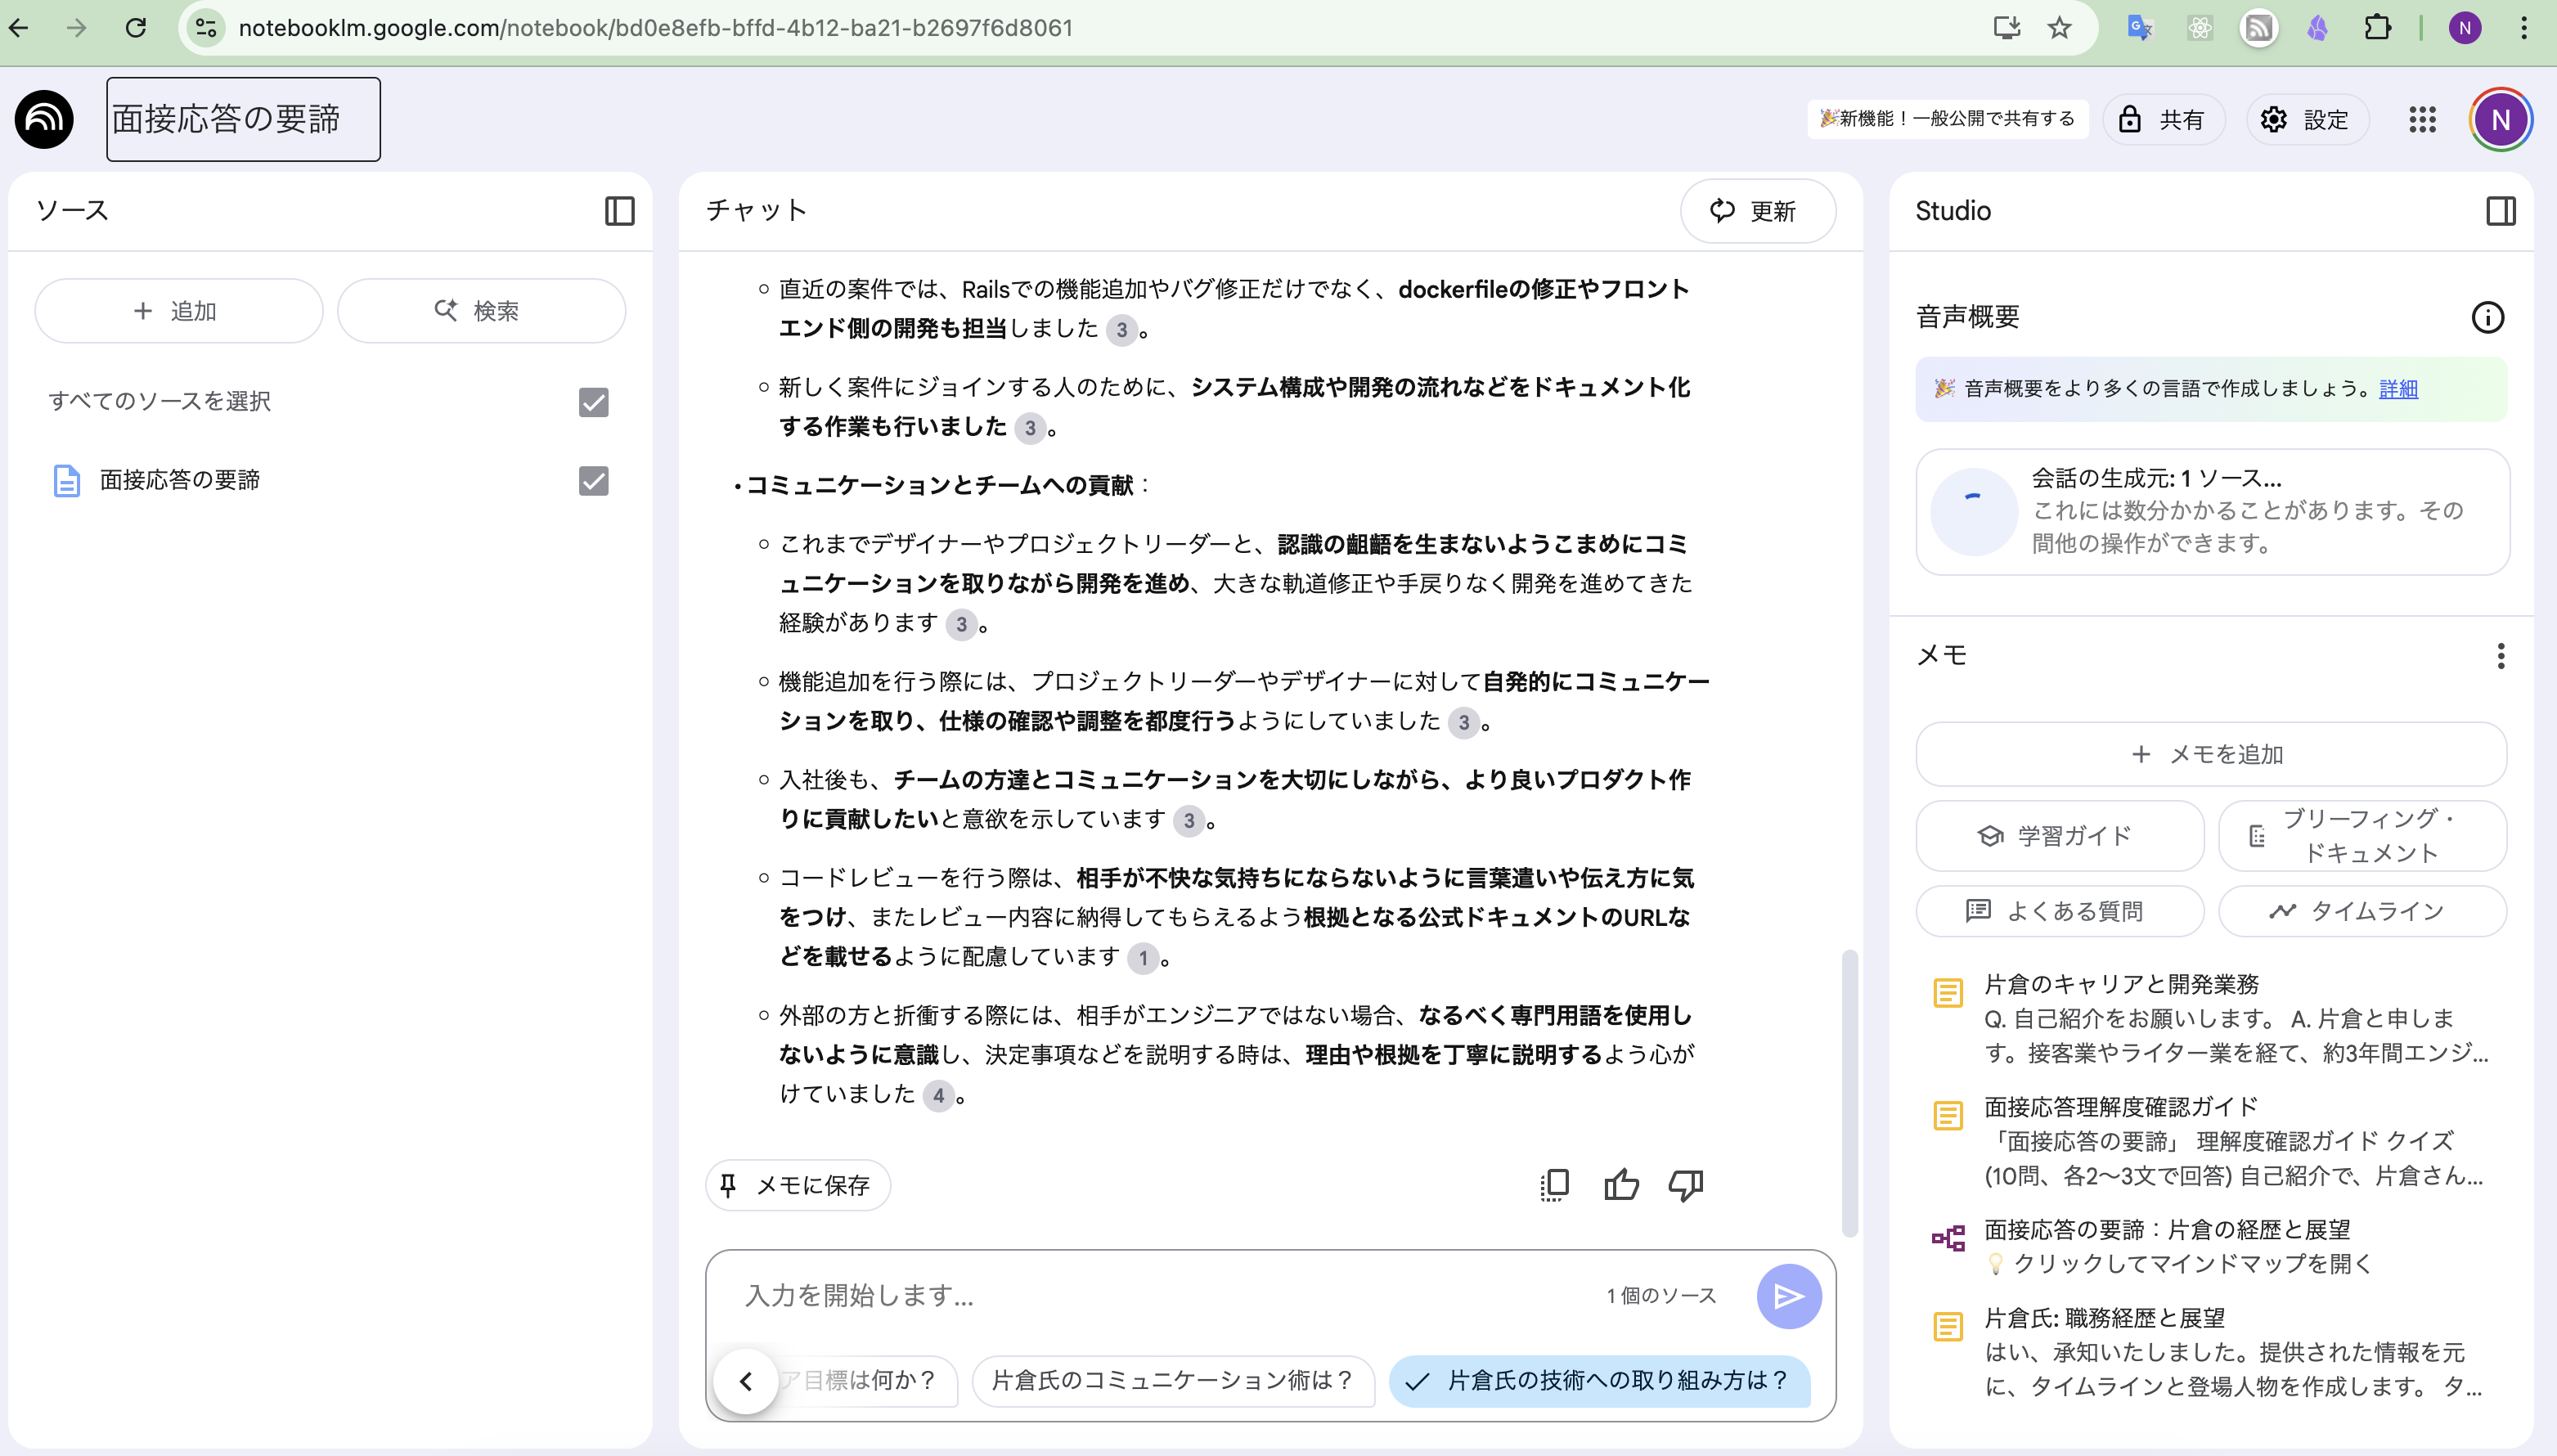 notebooklm.google.com/notebook/bd0e8efb-bffd-4b12-ba21-b2697f6d8061
N
面接応答の要諦
🎉新機能！一般公開で共有する
共有
設定
N
ソース
+ 追加
検索
すべてのソースを選択
面接応答の要諦
チャット
更新
○ 直近の案件では、Railsでの機能追加やバグ修正だけでなく、dockerfileの修正やフロント
エンド側の開発も担当しました 3 。
○ 新しく案件にジョインする人のために、システム構成や開発の流れなどをドキュメント化
する作業も行いました 3 。
• コミュニケーションとチームへの貢献：
○ これまでデザイナーやプロジェクトリーダーと、認識の齟齬を生まないようこまめにコミ
ュニケーションを取りながら開発を進め、大きな軌道修正や手戻りなく開発を進めてきた
経験があります 3 。
○ 機能追加を行う際には、プロジェクトリーダーやデザイナーに対して自発的にコミュニケー
ションを取り、仕様の確認や調整を都度行うようにしていました 3 。
○ 入社後も、チームの方達とコミュニケーションを大切にしながら、より良いプロダクト作
りに貢献したいと意欲を示しています 3 。
○ コードレビューを行う際は、相手が不快な気持ちにならないように言葉遣いや伝え方に気
をつけ、またレビュー内容に納得してもらえるよう根拠となる公式ドキュメントのURLな
どを載せるように配慮しています 1 。
○ 外部の方と折衝する際には、相手がエンジニアではない場合、なるべく専門用語を使用し
ないように意識し、決定事項などを説明する時は、理由や根拠を丁寧に説明するよう心が
けていました 4 。
メモに保存
入力を開始します...
1 個のソース
ア目標は何か？
片倉氏のコミュニケーション術は？
片倉氏の技術への取り組み方は？
Studio
音声概要
🎉 音声概要をより多くの言語で作成しましょう。詳細
会話の生成元: 1 ソース...
これには数分かかることがあります。その
間他の操作ができます。
メモ
+ メモを追加
学習ガイド
ブリーフィング・
ドキュメント
よくある質問
タイムライン
片倉のキャリアと開発業務
Q. 自己紹介をお願いします。 A. 片倉と申しま
す。接客業やライター業を経て、約3年間エンジ...
面接応答理解度確認ガイド
「面接応答の要諦」 理解度確認ガイド クイズ
(10問、各2～3文で回答) 自己紹介で、片倉さん...
面接応答の要諦：片倉の経歴と展望
💡 クリックしてマインドマップを開く
片倉氏: 職務経歴と展望
はい、承知いたしました。提供された情報を元
に、タイムラインと登場人物を作成します。 タ...